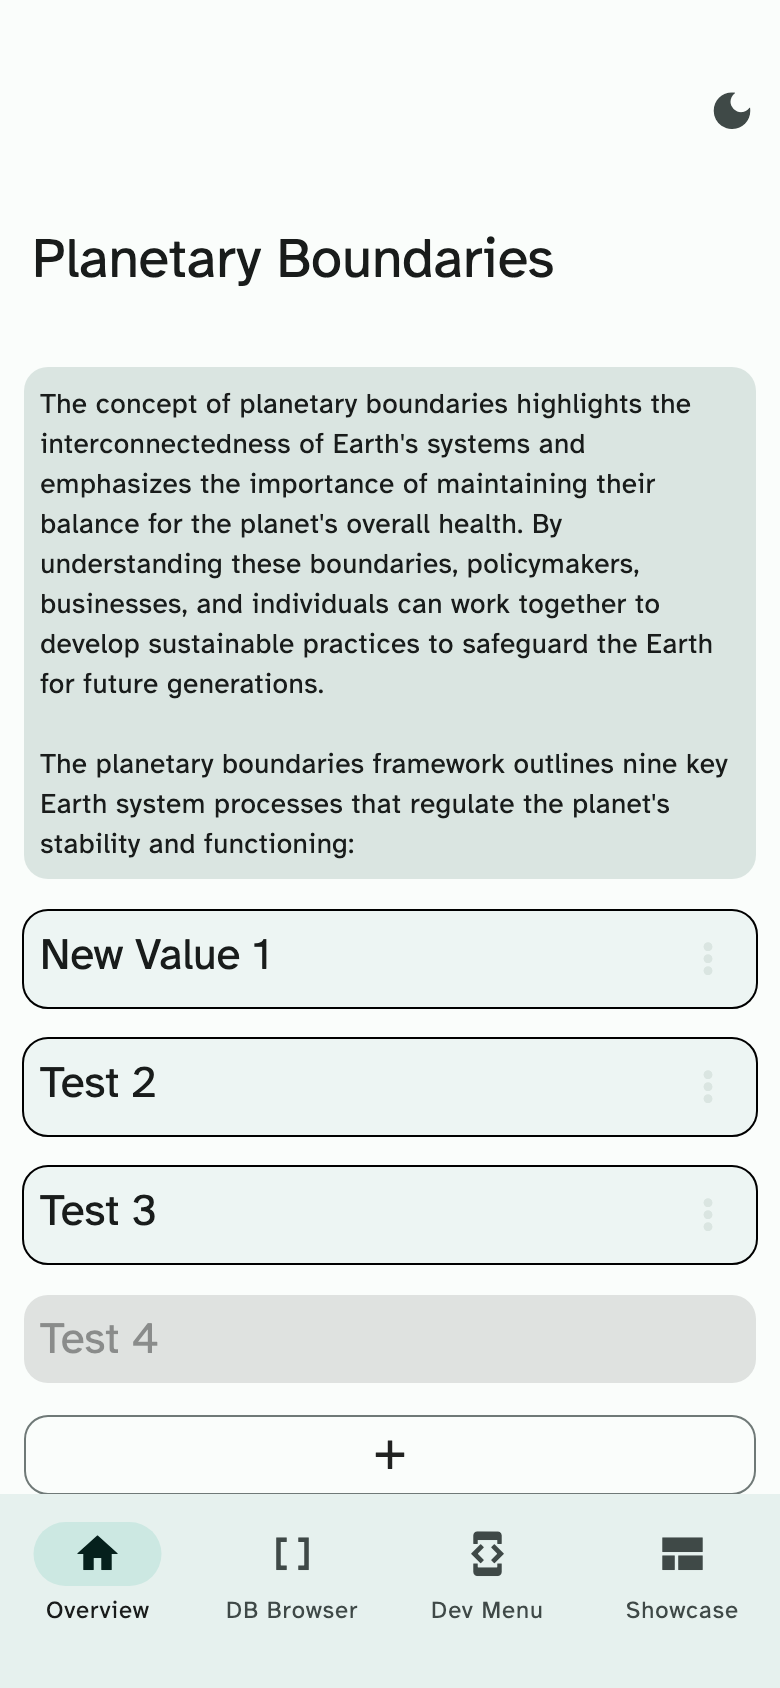 Planetary Boundaries
The concept of planetary boundaries highlights the
interconnectedness of Earth's systems and
emphasizes the importance of maintaining their
balance for the planet's overall health. By
understanding these boundaries, policymakers,
businesses, and individuals can work together to
develop sustainable practices to safeguard the Earth
for future generations.
The planetary boundaries framework outlines nine key
Earth system processes that regulate the planet's
stability and functioning:
New Value 1
Test 2
Test 3
Test 4
+
Overview
DB Browser
Dev Menu
Showcase